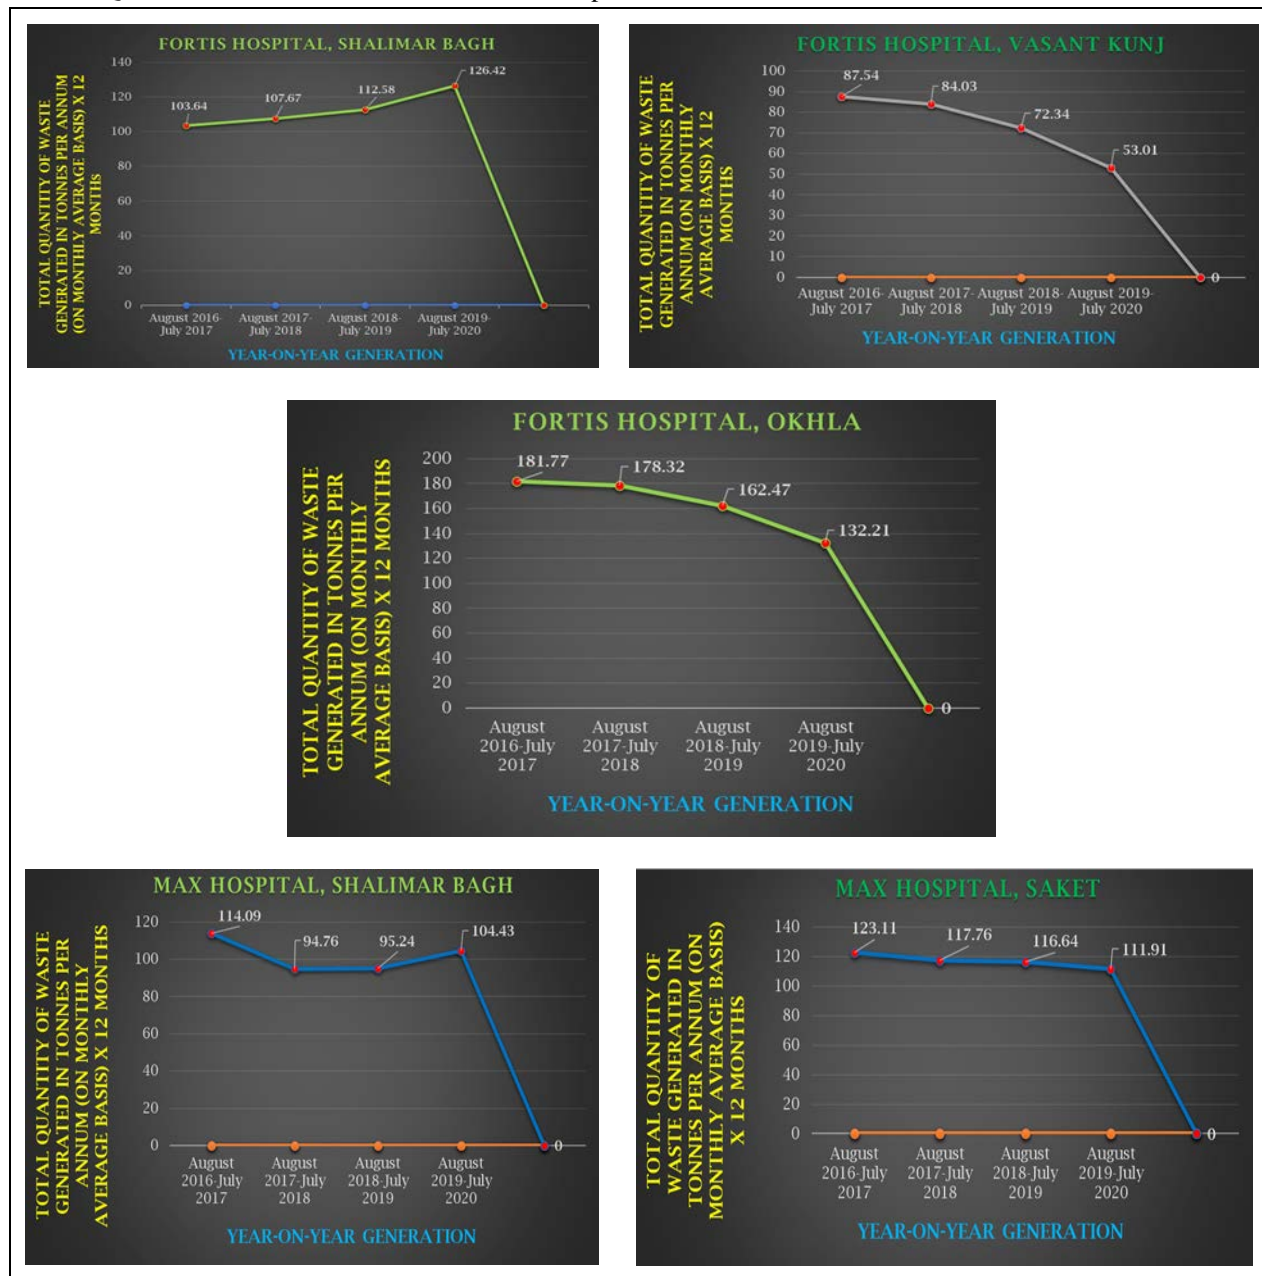 FORTIS HOSPITAL, SHALIMAR BAGH
TOTAL QUANTITY OF WASTE
GENERATED IN TONNES PER ANNUM
(ON MONTHLY AVERAGE BASIS) X 12
MONTHS
140
120
100
80
60
40
20
0
103.64
107.67
112.58
126.42
August 2016-
July 2017
August 2017-
July 2018
August 2018-
July 2019
August 2019-
July 2020
YEAR-ON-YEAR GENERATION
FORTIS HOSPITAL, VASANT KUNJ
TOTAL QUANTITY OF WASTE
GENERATED IN TONNES PER
ANNUM (ON MONTHLY
AVERAGE BASIS) X 12
MONTHS
100
90
80
70
60
50
40
30
20
10
0
87.54
84.03
72.34
53.01
0
August 2016-
July 2017
August 2017-
July 2018
August 2018-
July 2019
August 2019-
July 2020
YEAR-ON-YEAR GENERATION
FORTIS HOSPITAL, OKHLA
TOTAL QUANTITY OF WASTE
GENERATED IN TONNES PER
ANNUM (ON MONTHLY
AVERAGE BASIS) X 12 MONTHS
200
180
160
140
120
100
80
60
40
20
0
181.77
178.32
162.47
132.21
0
August
2016-July
2017
August
2017-July
2018
August
2018-July
2019
August
2019-July
2020
YEAR-ON-YEAR GENERATION
MAX HOSPITAL, SHALIMAR BAGH
TOTAL QUANTITY OF WASTE
GENERATED IN TONNES PER
ANNUM (ON MONTHLY
AVERAGE BASIS) X 12 MONTHS
120
100
80
60
40
20
0
114.09
94.76
95.24
104.43
0
August
2016-July
2017
August
2017-July
2018
August
2018-July
2019
August
2019-July
2020
YEAR-ON-YEAR GENERATION
MAX HOSPITAL, SAKET
TOTAL QUANTITY OF
WASTE GENERATED IN
TONNES PER ANNUM (ON
MONTHLY AVERAGE BASIS)
X 12 MONTHS
140
120
100
80
60
40
20
0
123.11
117.76
116.64
111.91
0
August
2016-July
2017
August
2017-July
2018
August
2018-July
2019
August
2019-July
2020
YEAR-ON-YEAR GENERATION